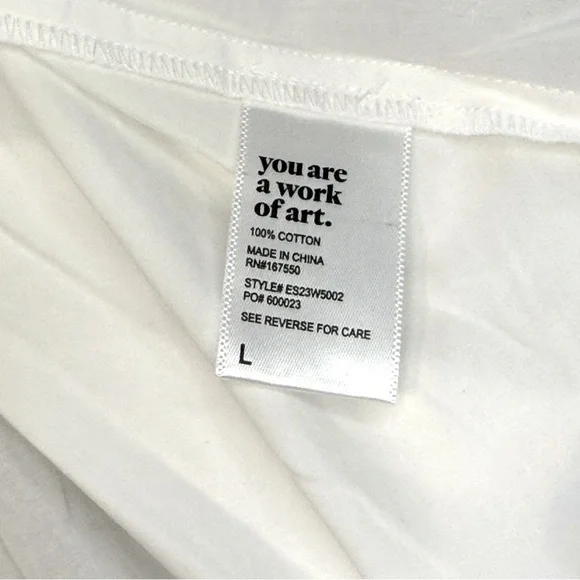 you are
a work
of art.
100% COTTON
MADE IN CHINA
RN#167550
STYLE# ES23W5002
PO# 600023
SEE REVERSE FOR CARE
L